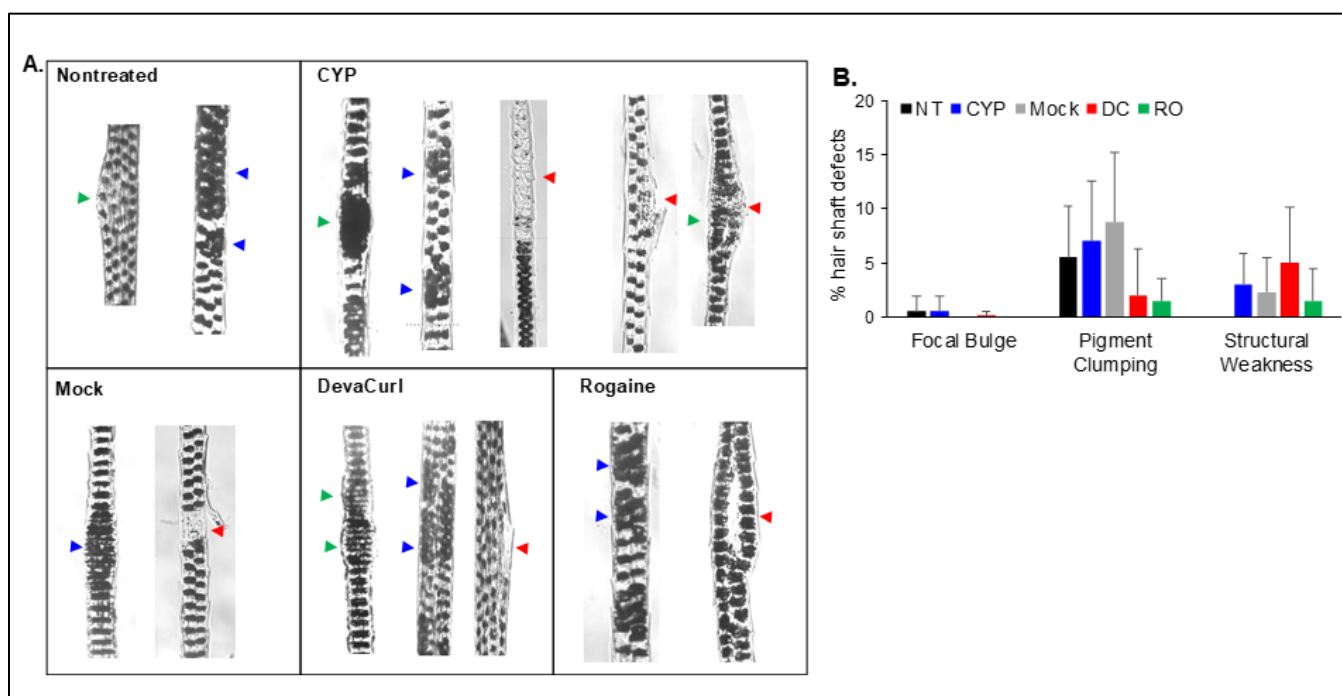 A.
Nontreated
CYP
Mock
DevaCurl
Rogaine
B.
NT CYP Mock DC RO
% hair shaft defects
20
15
10
5
0
Focal Bulge
Pigment Clumping
Structural Weakness